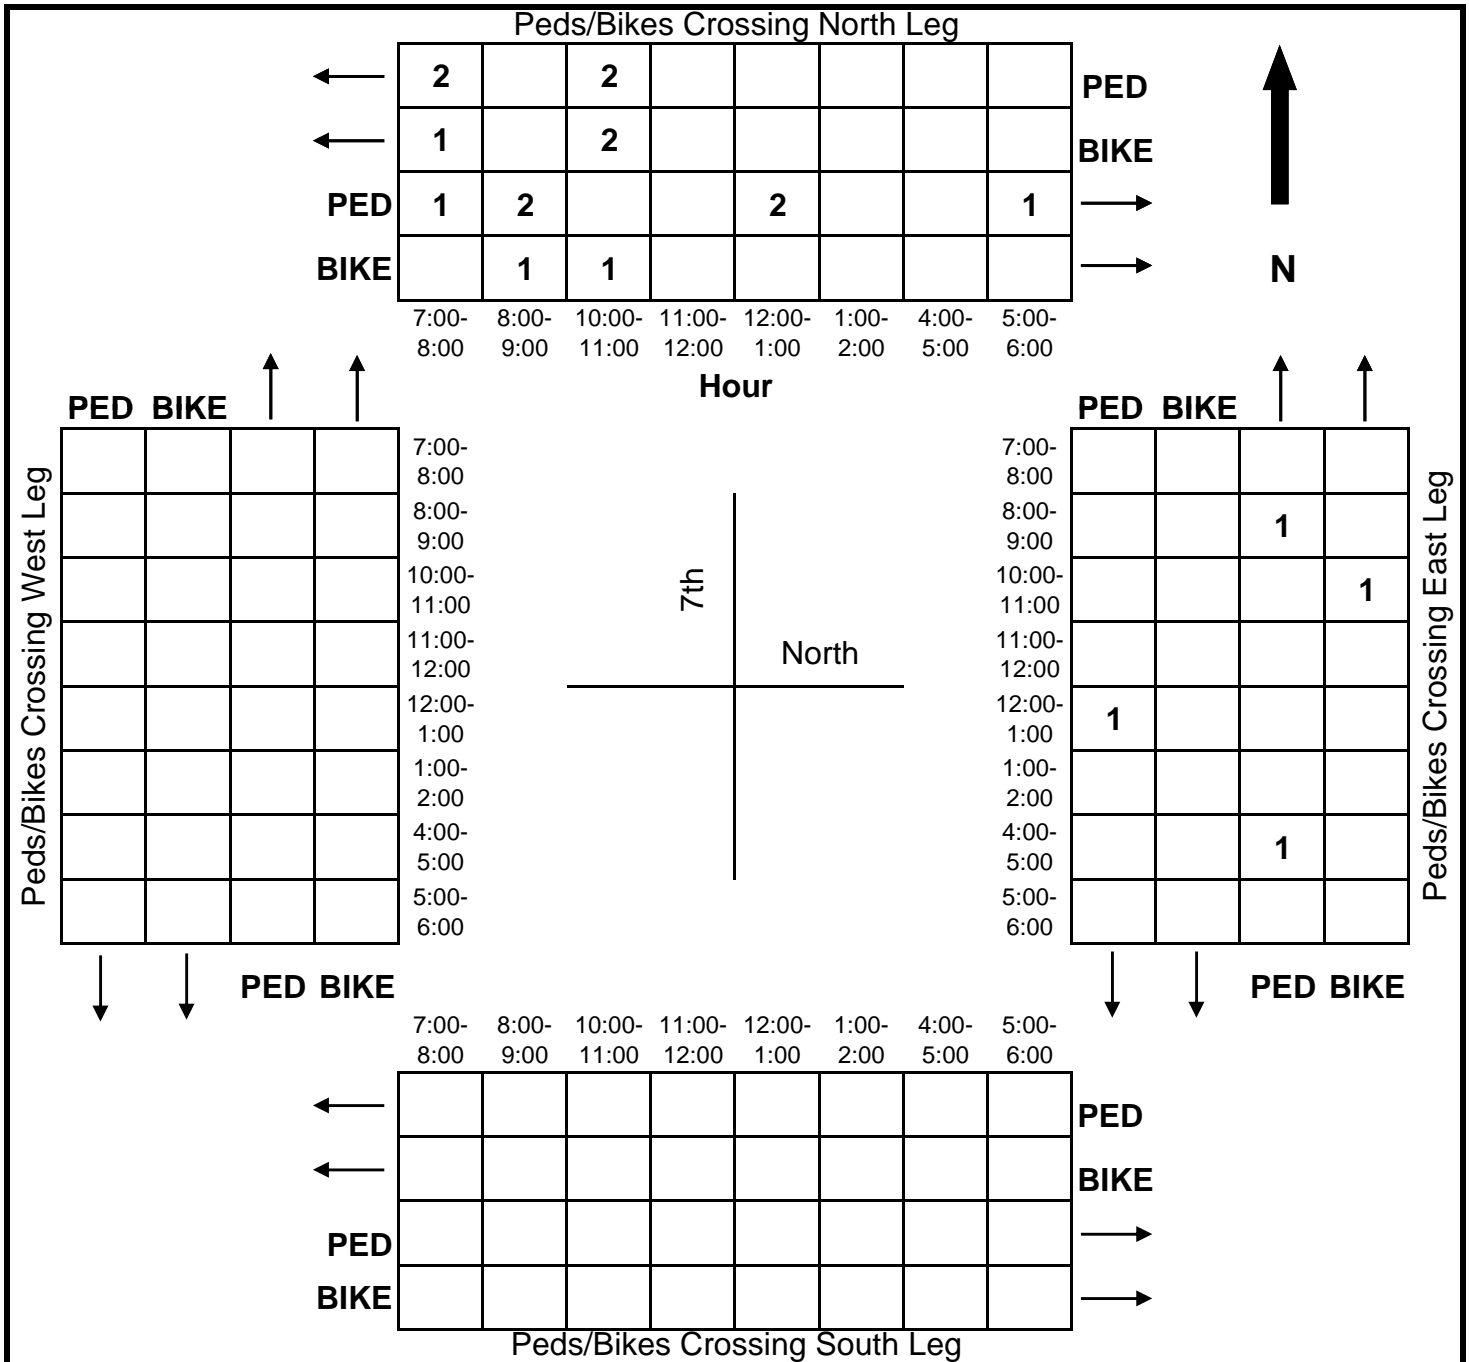 Peds/Bikes Crossing North Leg
2 2 PED
1 2 BIKE
PED 1 2 2 1
BIKE 1 1 N
7:00- 8:00- 10:00- 11:00- 12:00- 1:00- 4:00- 5:00-
8:00 9:00 11:00 12:00 1:00 2:00 5:00 6:00
Hour
PED BIKE
Peds/Bikes Crossing West Leg
7:00-
8:00
8:00-
9:00
10:00-
11:00
11:00-
12:00
12:00-
1:00
1:00-
2:00
4:00-
5:00
5:00-
6:00
PED BIKE
7th
North
PED BIKE
7:00-
8:00
8:00-
9:00 1
10:00-
11:00 1
11:00-
12:00
12:00-
1:00 1
1:00-
2:00
4:00-
5:00 1
5:00-
6:00
Peds/Bikes Crossing East Leg
PED BIKE
7:00- 8:00- 10:00- 11:00- 12:00- 1:00- 4:00- 5:00-
8:00 9:00 11:00 12:00 1:00 2:00 5:00 6:00
PED
BIKE
PED
BIKE
Peds/Bikes Crossing South Leg